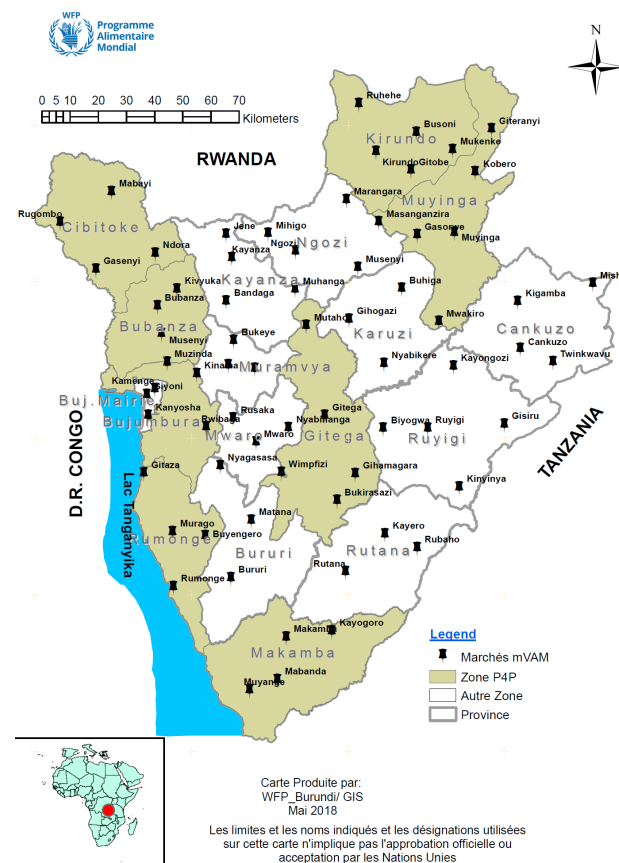 WFP
Programme
Alimentaire
Mondial
N
0 10 20 30 40 50 60 70
Kilometers
RWANDA
Ruhehe
Busoni
Giteranyi
Kirundo
Mukenke
Kirundo
Gitobe
Kobero
Mabayi
Marangara
Muyinga
Rugombo
Cibitoke
Masanganzira
Jene
Mihigo
Gasonye
Muyinga
Ndora
Kayanza
Ngozi
Ngozi
Gasenyi
Musenyi
Kivyuka
Kayanza
Muhanga
Buhiga
Mish
Bubanza
Bandaga
Kigamba
Bubanza
Mutaho
Gihogazi
Mwakiro
Cankuzo
Musenyi
Bukeye
Karuzi
Cankuzo
Muzinda
Kinama
Muramvya
Nyabikere
Kayongozi
Twinkwavu
Kamenge
Siyoni
Buj.Mairie
Kanyosha
Bujumbura
Rwibaga
Rusaka
Gitega
Nyabinanga
Mwaro
Mwaro
Gitega
Biyogwa
Ruyigi
Gisiru
Ruyigi
TANZANIA
D.R. CONGO
Gitaza
Nyagasasa
Wimpfizi
Gihamagara
Kinyinya
Bukirasazi
Lac Tanganyika
Murago
Matana
Rumonge
Buyengero
Kayero
Rubaho
Bururi
Rutana
Rumonge
Bururi
Rutana
Makamba
Kayogoro
Makamba
Mabanda
Muyange
Legend
Marchés mVAM
Zone P4P
Autre Zone
Province
Carte Produite par:
WFP_Burundi/ GIS
Mai 2018
Les limites et les noms indiqués et les désignations utilisées
sur cette carte n'implique pas l'approbation officielle ou
acceptation par les Nations Unies